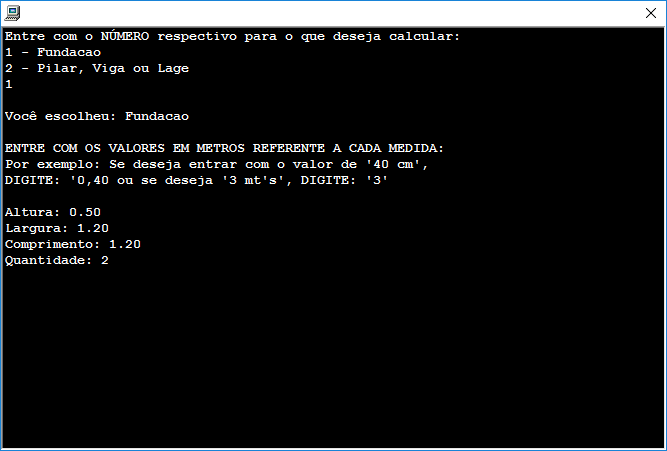 Entre com o NÚMERO respectivo para o que deseja calcular:
1 - Fundacao
2 - Pilar, Viga ou Lage
1
Você escolheu: Fundacao
ENTRE COM OS VALORES EM METROS REFERENTE A CADA MEDIDA:
Por exemplo: Se deseja entrar com o valor de '40 cm',
DIGITE: '0,40 ou se deseja '3 mt's', DIGITE: '3'
Altura: 0.50
Largura: 1.20
Comprimento: 1.20
Quantidade: 2